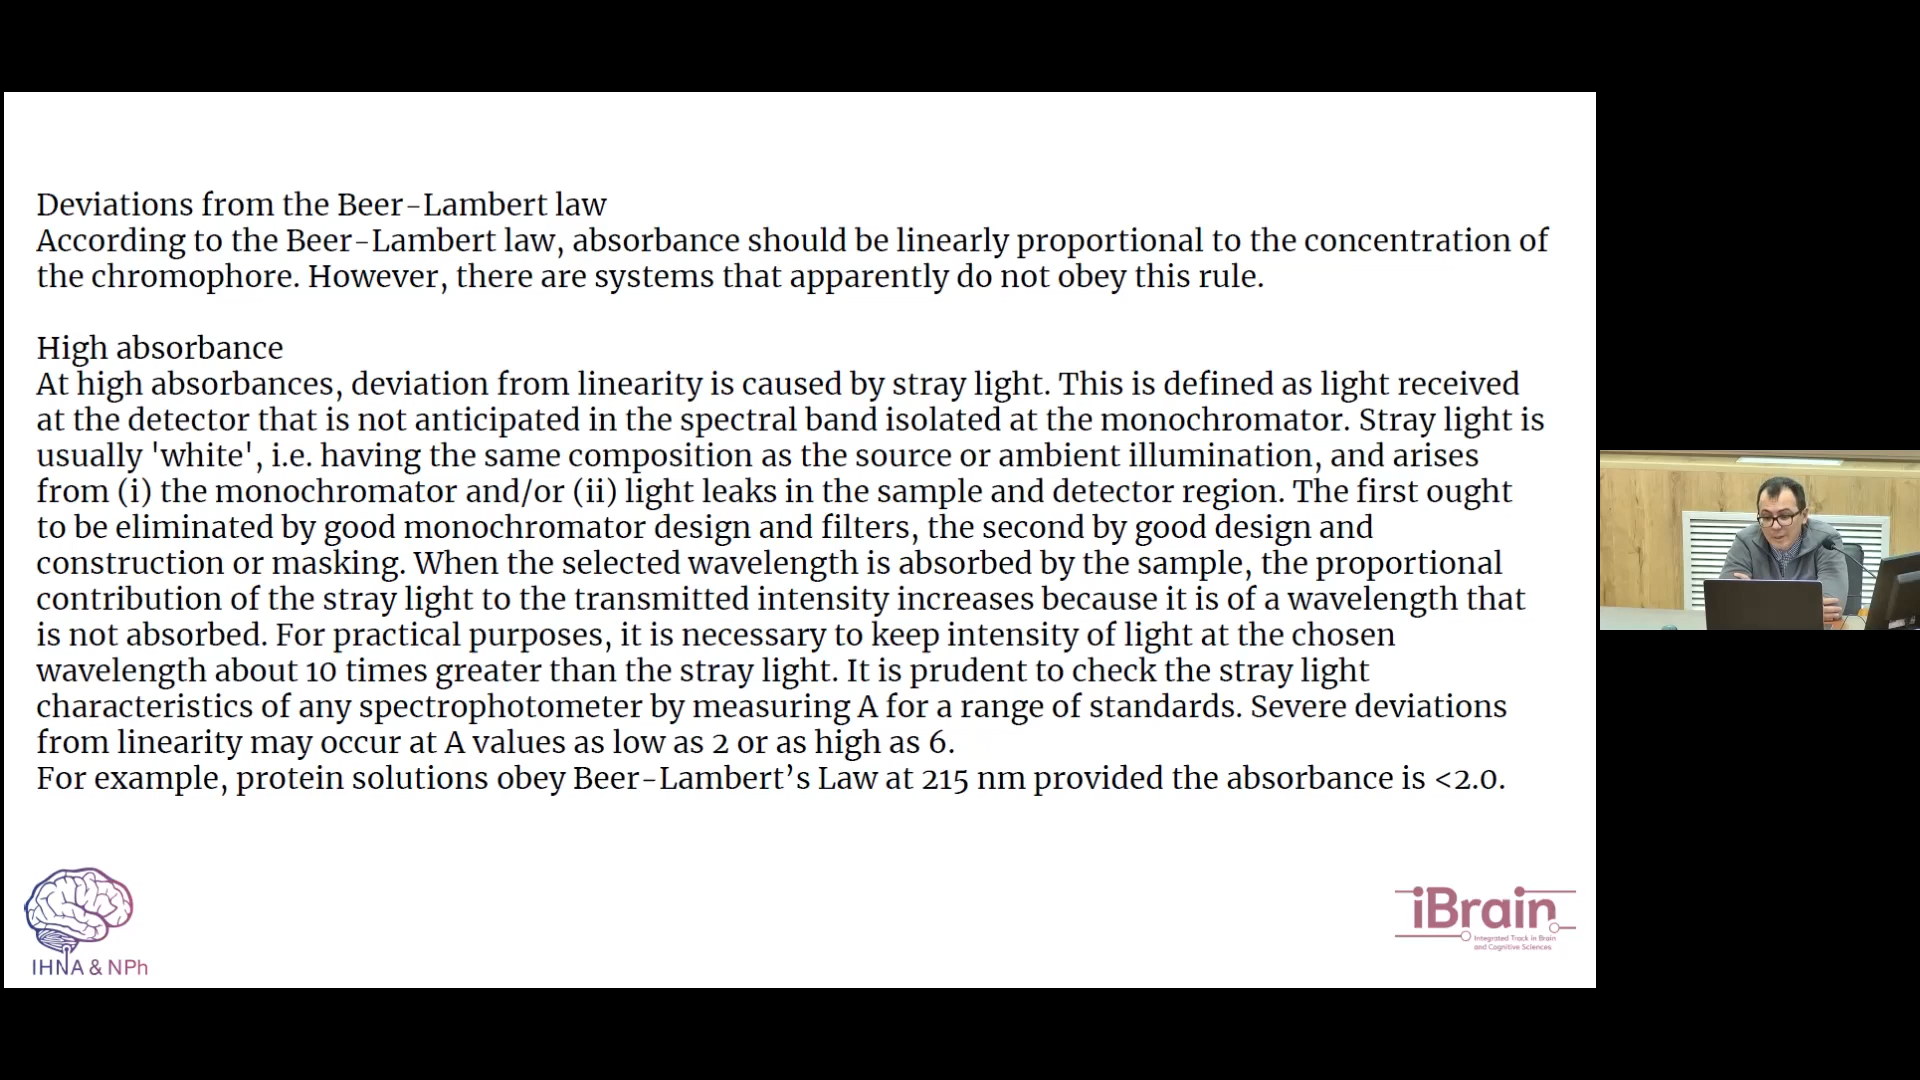 Deviations from the Beer-Lambert law
According to the Beer-Lambert law, absorbance should be linearly proportional to the concentration of
the chromophore. However, there are systems that apparently do not obey this rule.
High absorbance
At high absorbances, deviation from linearity is caused by stray light. This is defined as light received
at the detector that is not anticipated in the spectral band isolated at the monochromator. Stray light is
usually 'white', i.e. having the same composition as the source or ambient illumination, and arises
from (i) the monochromator and/or (ii) light leaks in the sample and detector region. The first ought
to be eliminated by good monochromator design and filters, the second by good design and
construction or masking. When the selected wavelength is absorbed by the sample, the proportional
contribution of the stray light to the transmitted intensity increases because it is of a wavelength that
is not absorbed. For practical purposes, it is necessary to keep intensity of light at the chosen
wavelength about 10 times greater than the stray light. It is prudent to check the stray light
characteristics of any spectrophotometer by measuring A for a range of standards. Severe deviations
from linearity may occur at A values as low as 2 or as high as 6.
For example, protein solutions obey Beer-Lambert’s Law at 215 nm provided the absorbance is <2.0.
IHNA & NPh
iBrain
Integrated Track in Brain
and Cognitive Sciences